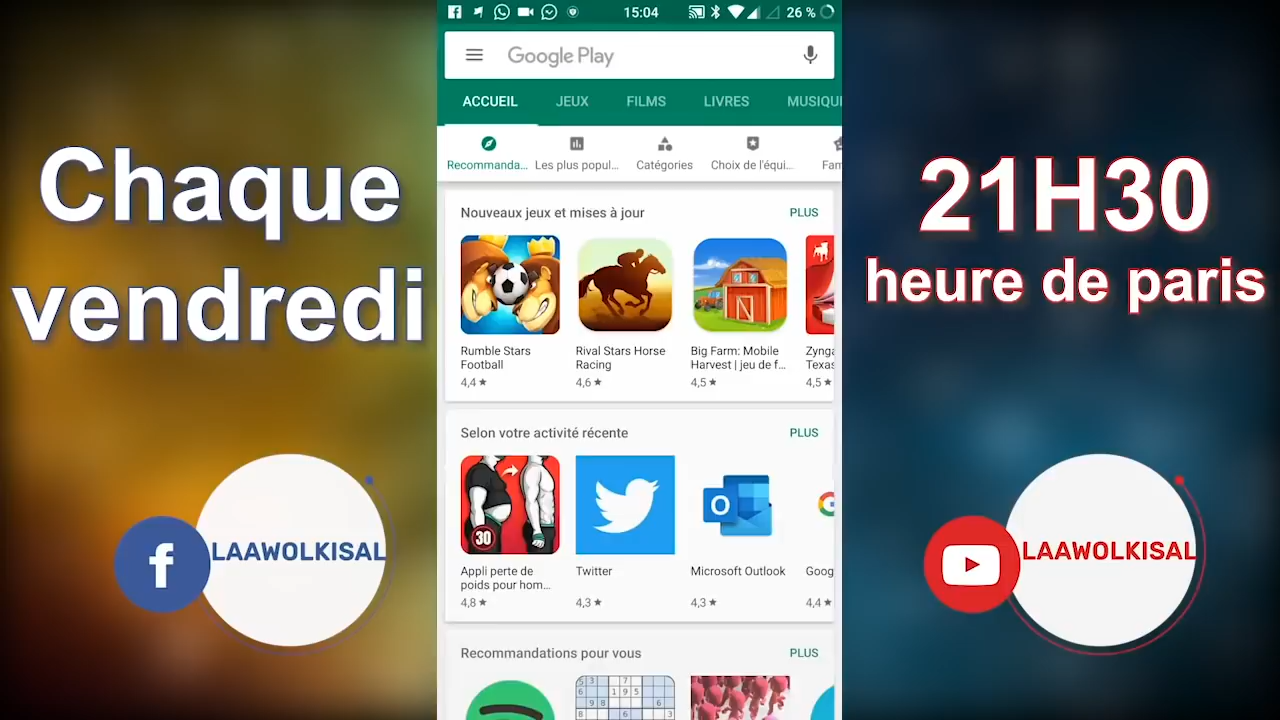 Chaque
vendredi
LAAWOLKISAL
15:04
26 %
Google Play
ACCUEIL
JEUX
FILMS
LIVRES
MUSIQU
Recommanda...
Les plus popul...
Catégories
Choix de l'équi...
Fam
Nouveaux jeux et mises à jour
PLUS
Rumble Stars
Football
4,4 ★
Rival Stars Horse
Racing
4,6 ★
Big Farm: Mobile
Harvest | jeu de f...
4,5 ★
Zynga
Texas
4,5 ★
Selon votre activité récente
PLUS
30
Appli perte de
poids pour hom...
4,8 ★
Twitter
4,3 ★
Microsoft Outlook
4,3 ★
Goog
4,4 ★
Recommandations pour vous
PLUS
21H30
heure de paris
LAAWOLKISAL